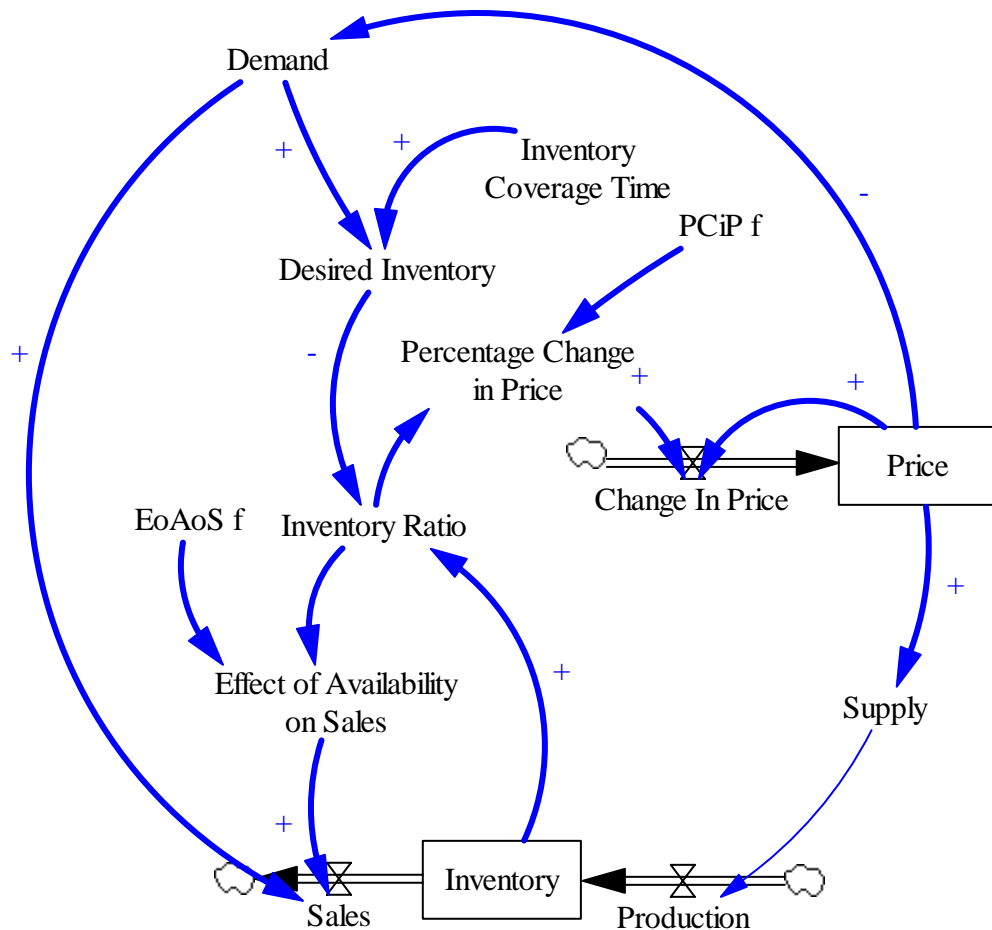 Demand
+
+
Inventory
Coverage Time
-
PCiP f
Desired Inventory
+
-
Percentage Change
in Price
+
+
Price
Change In Price
EoAoS f
Inventory Ratio
+
+
Effect of Availability
on Sales
Supply
+
Inventory
Sales
Production